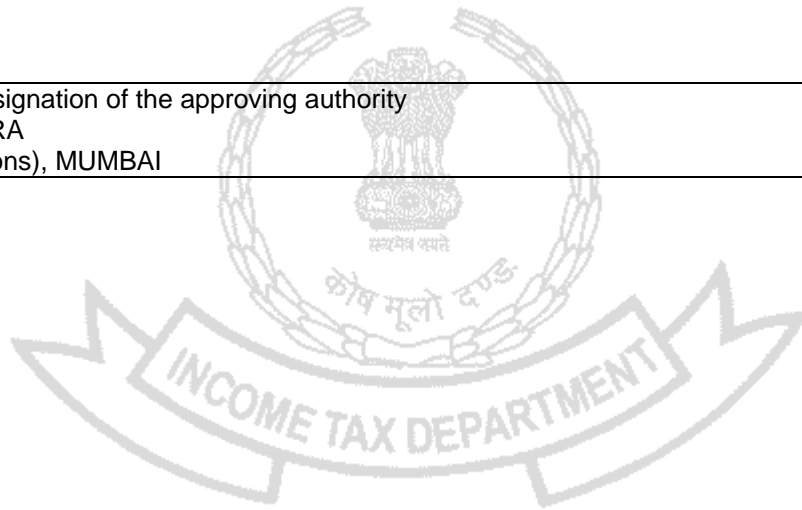 signation of the approving authority
RA
ons), MUMBAI
सत्यमेव जयते
कोष मूलो दण्डः
INCOME TAX DEPARTMENT